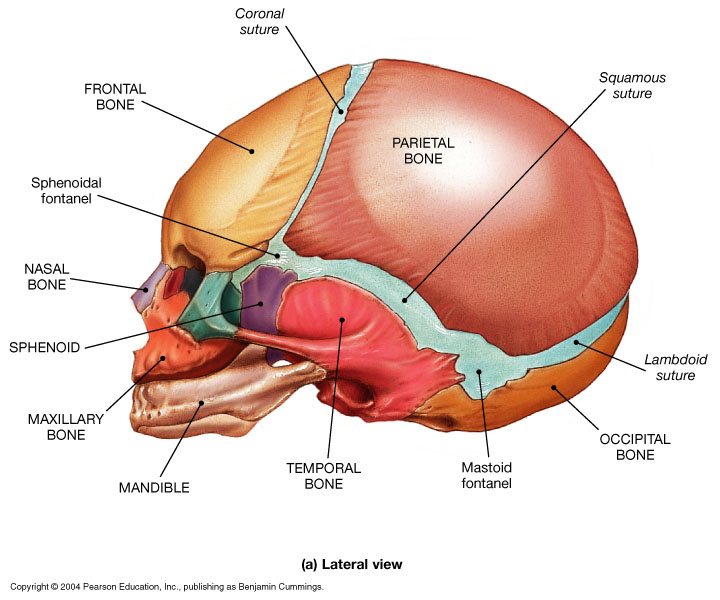 Coronal
suture
Squamous
suture
FRONTAL
BONE
PARIETAL
BONE
Sphenoidal
fontanel
NASAL
BONE
SPHENOID
Lambdoid
suture
MAXILLARY
BONE
OCCIPITAL
BONE
MANDIBLE
TEMPORAL
BONE
Mastoid
fontanel
(a) Lateral view
Copyright © 2004 Pearson Education, Inc., publishing as Benjamin Cummings.